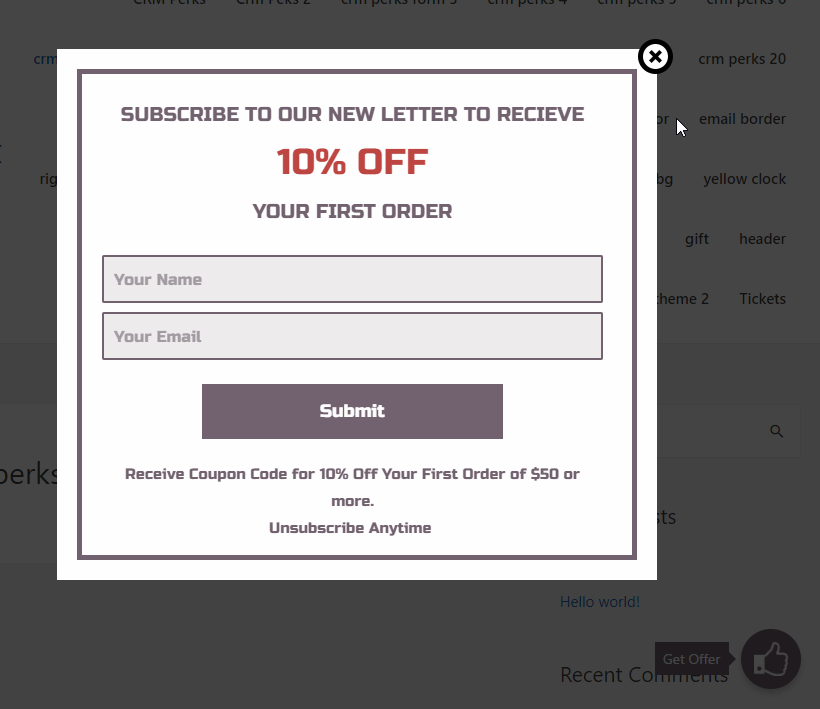 CRM Perks Crm Peks 2 crm perks form 3 crm perks 4 crm perks 5 crm perks 6
crm
crm perks 20
SUBSCRIBE TO OUR NEW LETTER TO RECIEVE
or email border
10% OFF
rig
bg yellow clock
YOUR FIRST ORDER
gift header
Your Name
theme 2 Tickets
Your Email
Submit
perks
Receive Coupon Code for 10% Off Your First Order of $50 or
more.
Unsubscribe Anytime
sts
Hello world!
Get Offer
Recent Comments